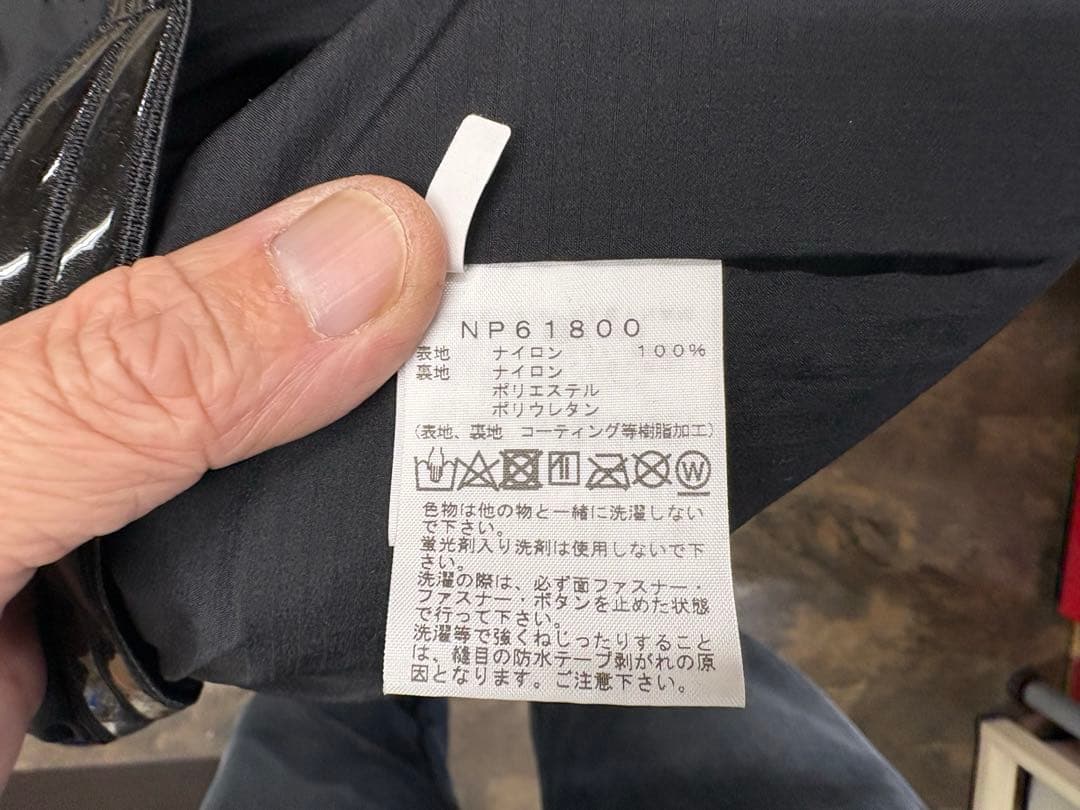 NP61800
表地 ナイロン 100%
裏地 ナイロン
ポリエステル
ポリウレタン
(表地、裏地 コーティング等樹脂加工)
W
色物は他の物と一緒に洗濯しない
で下さい。
蛍光剤入り洗剤は使用しないで下
さい。
洗濯の際は、必ず面ファスナー・
ファスナー・ボタンを止めた状態
で行って下さい。
洗濯等で強くねじったりすること
は、縫目の防水テープ剥がれの原
因となります。ご注意下さい。